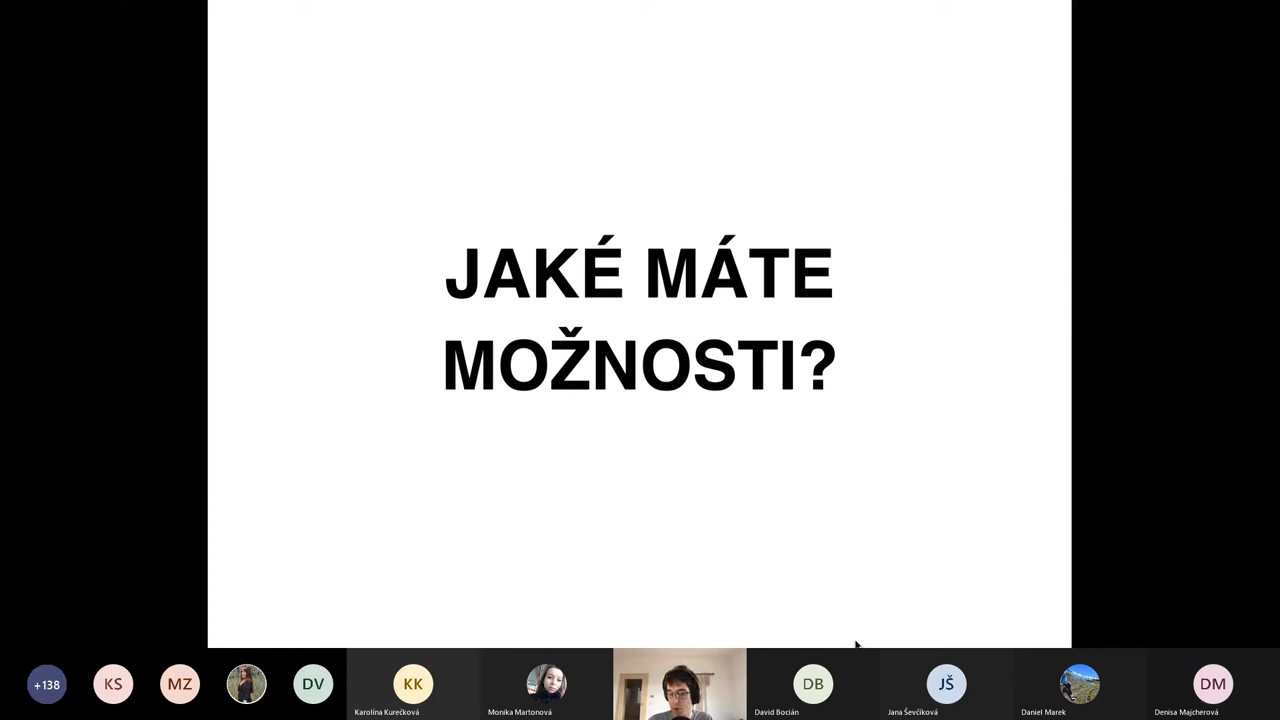 JAKÉ MÁTE
MOŽNOSTI?
+138
KS
MZ
DV
KK
Karolína Kurečková
Monika Martonová
DB
David Bocián
JŠ
Jana Ševčíková
Daniel Marek
DM
Denisa Majcherová